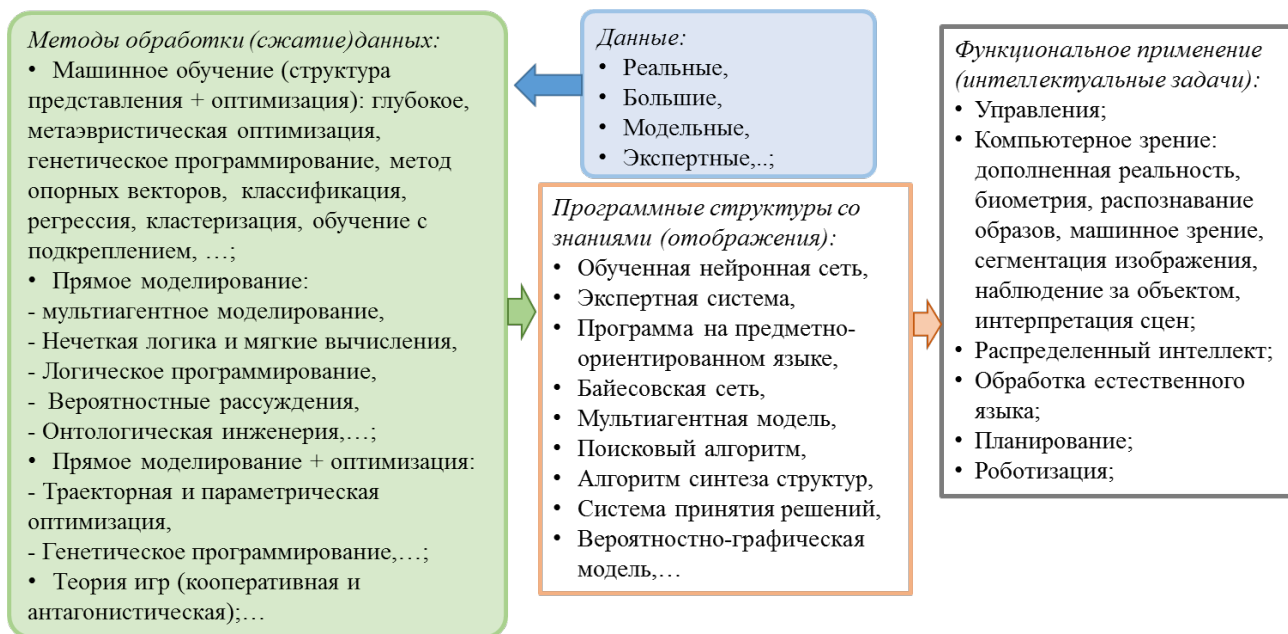 Методы обработки (сжатие)данных:
• Машинное обучение (структура
представления + оптимизация): глубокое,
метаэвристическая оптимизация,
генетическое программирование, метод
опорных векторов, классификация,
регрессия, кластеризация, обучение с
подкреплением, …;
• Прямое моделирование:
- мультиагентное моделирование,
- Нечеткая логика и мягкие вычисления,
- Логическое программирование,
- Вероятностные рассуждения,
- Онтологическая инженерия,…;
• Прямое моделирование + оптимизация:
- Траекторная и параметрическая
оптимизация,
- Генетическое программирование,…;
• Теория игр (кооперативная и
антагонистическая);…
Данные:
• Реальные,
• Большие,
• Модельные,
• Экспертные,..;
Программные структуры со
знаниями (отображения):
• Обученная нейронная сеть,
• Экспертная система,
• Программа на предметно-
ориентированном языке,
• Байесовская сеть,
• Мультиагентная модель,
• Поисковый алгоритм,
• Алгоритм синтеза структур,
• Система принятия решений,
• Вероятностно-графическая
модель,…
Функциональное применение
(интеллектуальные задачи):
• Управления;
• Компьютерное зрение:
дополненная реальность,
биометрия, распознавание
образов, машинное зрение,
сегментация изображения,
наблюдение за объектом,
интерпретация сцен;
• Распределенный интеллект;
• Обработка естественного
языка;
• Планирование;
• Роботизация;